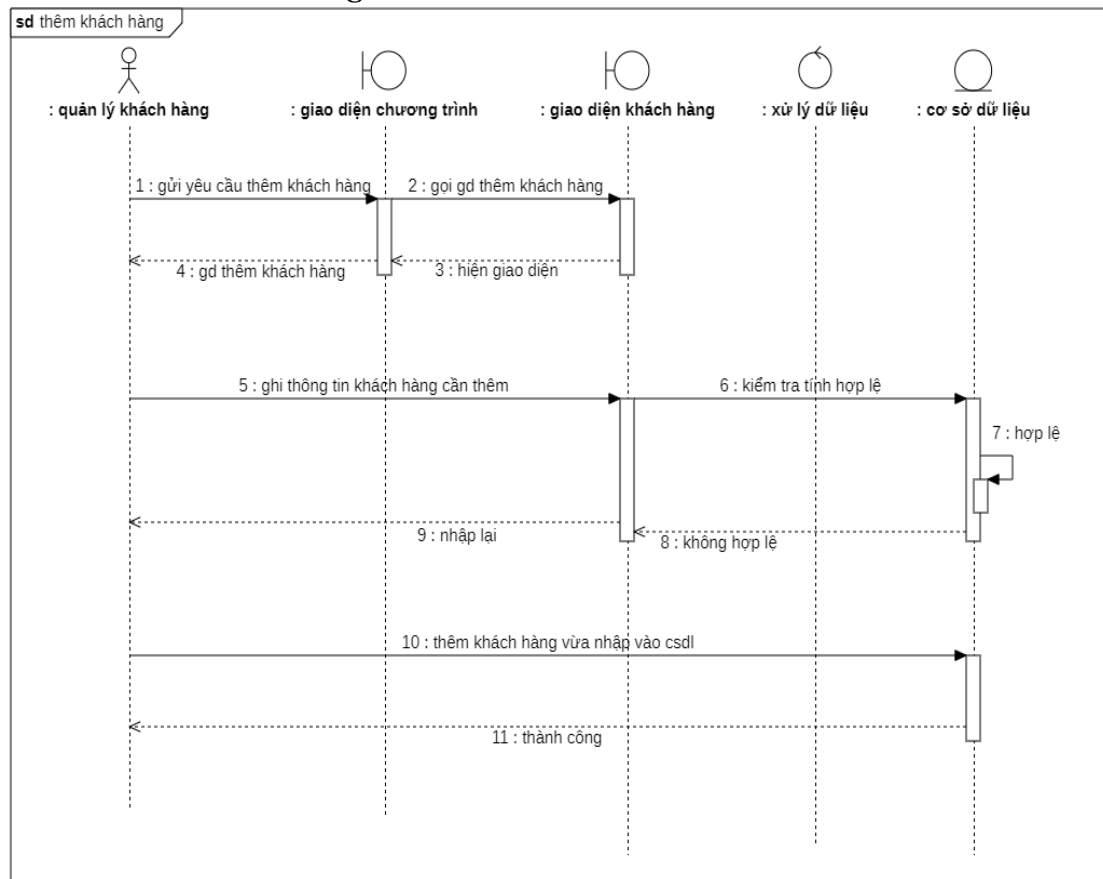 sd thêm khách hàng
: quản lý khách hàng
: giao diện chương trình
: giao diện khách hàng
: xử lý dữ liệu
: cơ sở dữ liệu
1 : gửi yêu cầu thêm khách hàng
2 : gọi gd thêm khách hàng
3 : hiện giao diện
4 : gd thêm khách hàng
5 : ghi thông tin khách hàng cần thêm
6 : kiểm tra tính hợp lệ
7 : hợp lệ
8 : không hợp lệ
9 : nhập lại
10 : thêm khách hàng vừa nhập vào csdl
11 : thành công